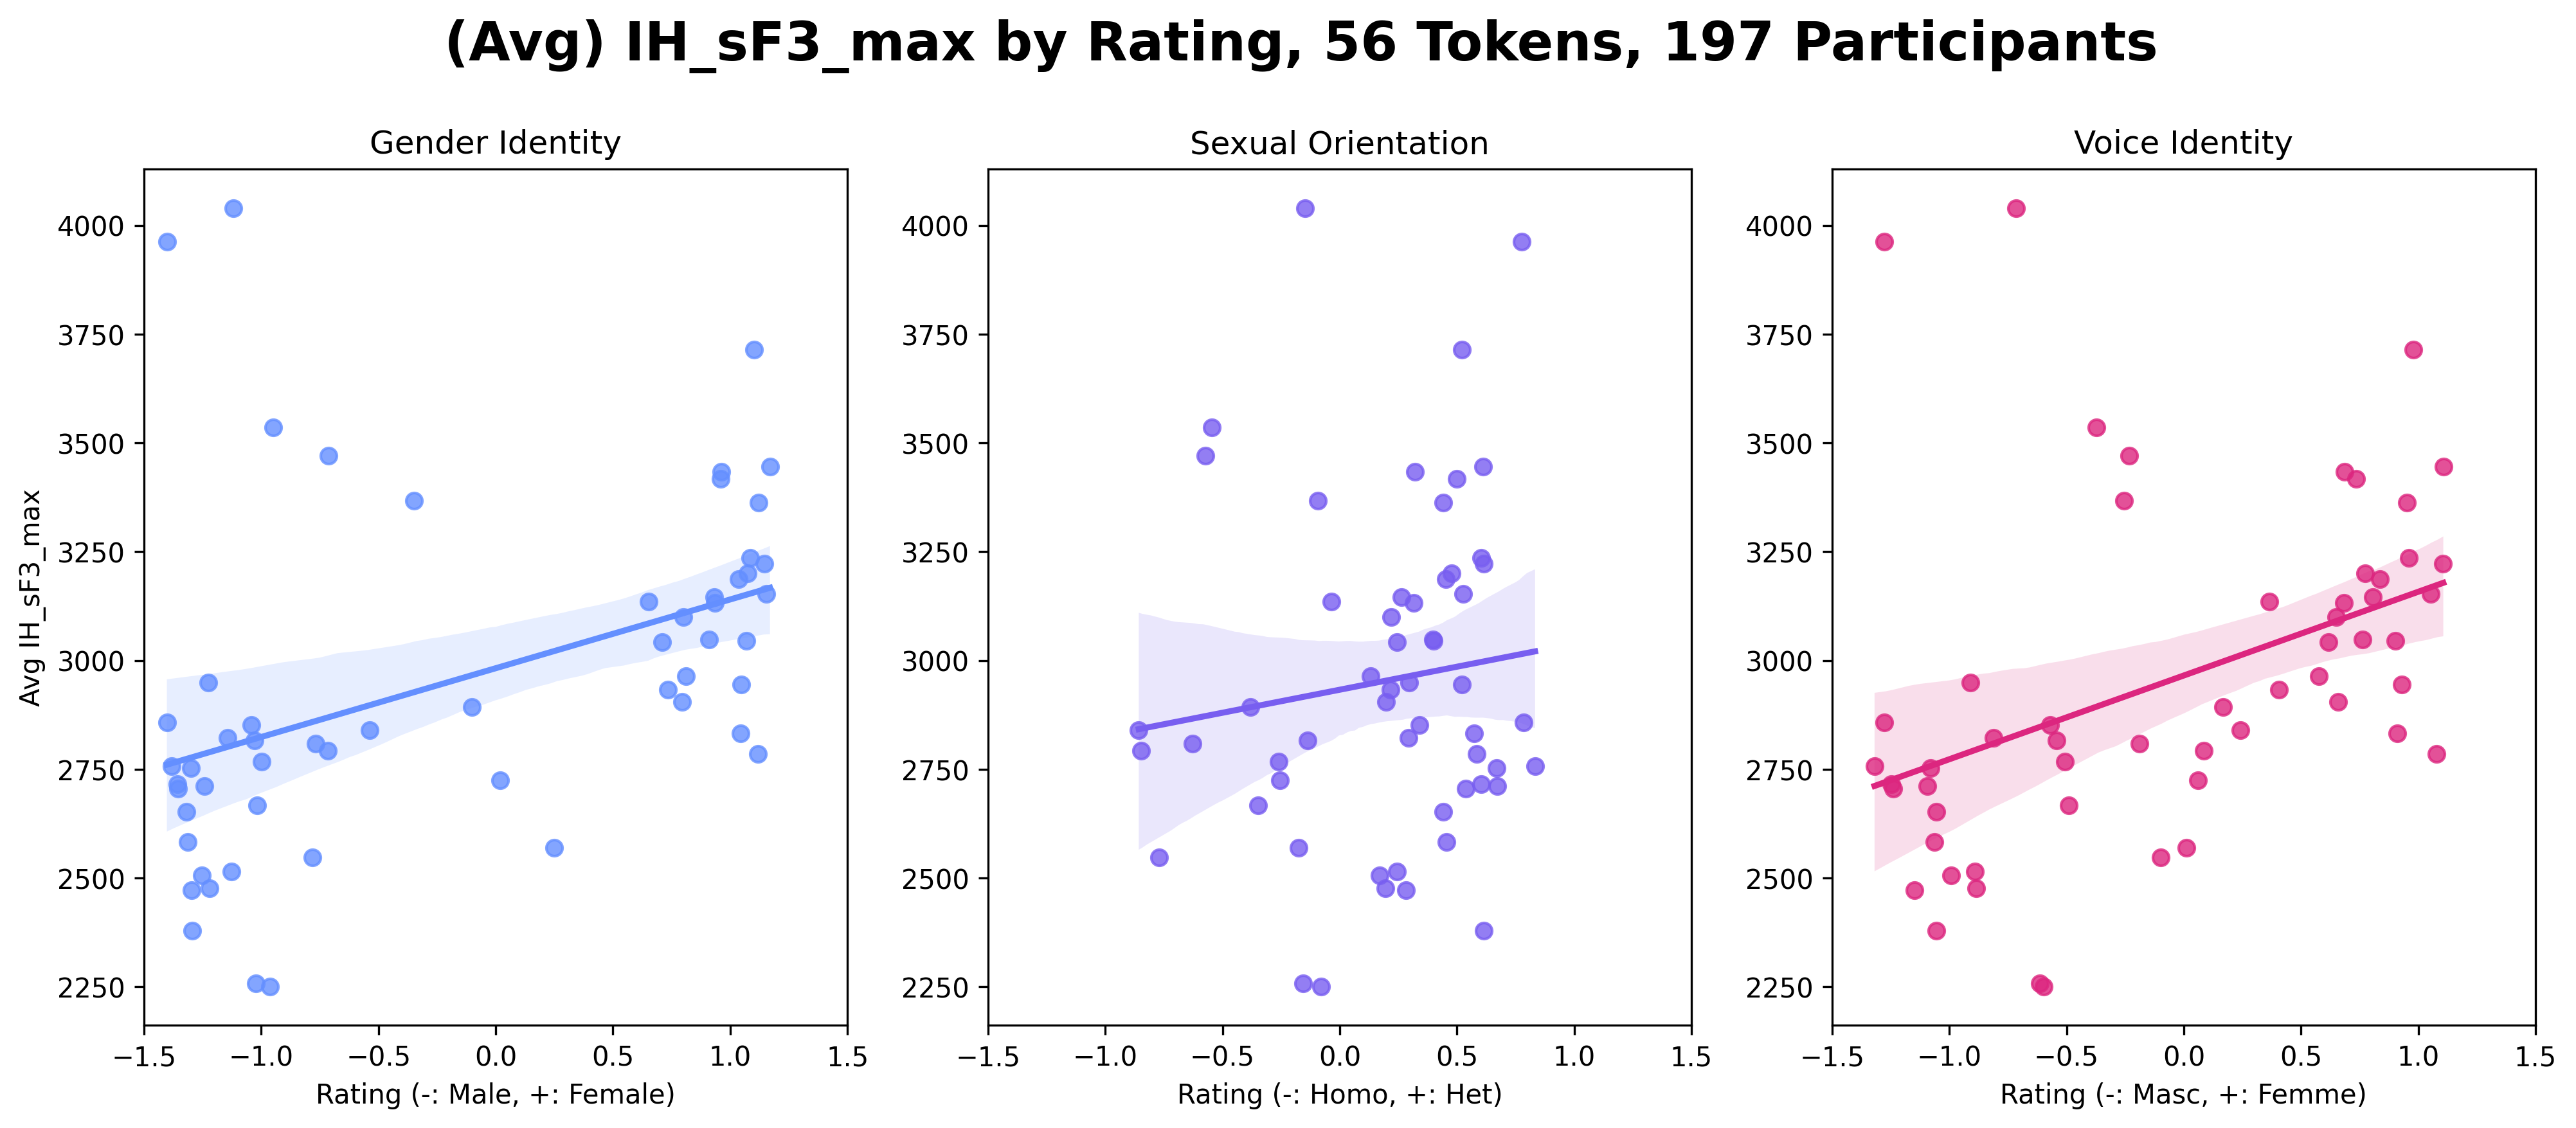 (Avg) IH_sF3_max by Rating, 56 Tokens, 197 Participants
Gender Identity
Sexual Orientation
Voice Identity
Avg IH_sF3_max
4000
3750
3500
3250
3000
2750
2500
2250
−1.5 −1.0 −0.5 0.0 0.5 1.0 1.5
Rating (-: Male, +: Female)
4000
3750
3500
3250
3000
2750
2500
2250
−1.5 −1.0 −0.5 0.0 0.5 1.0 1.5
Rating (-: Homo, +: Het)
4000
3750
3500
3250
3000
2750
2500
2250
−1.5 −1.0 −0.5 0.0 0.5 1.0 1.5
Rating (-: Masc, +: Femme)